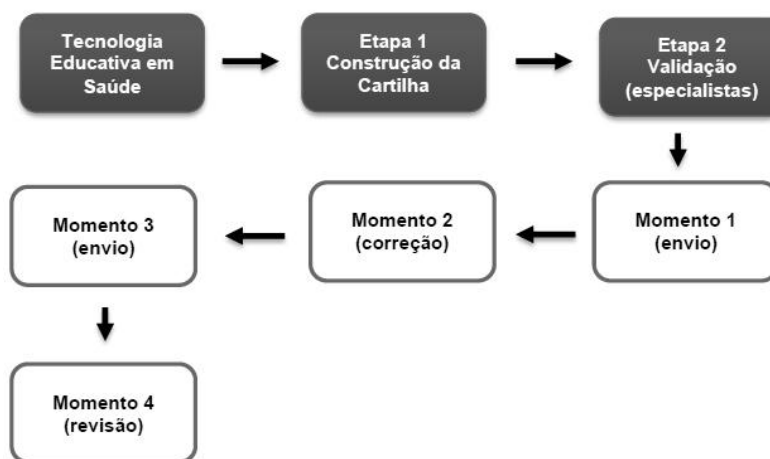 Tecnologia
Educativa em
Saúde
Etapa 1
Construção da
Cartilha
Etapa 2
Validação
(especialistas)
Momento 1
(envio)
Momento 2
(correção)
Momento 3
(envio)
Momento 4
(revisão)